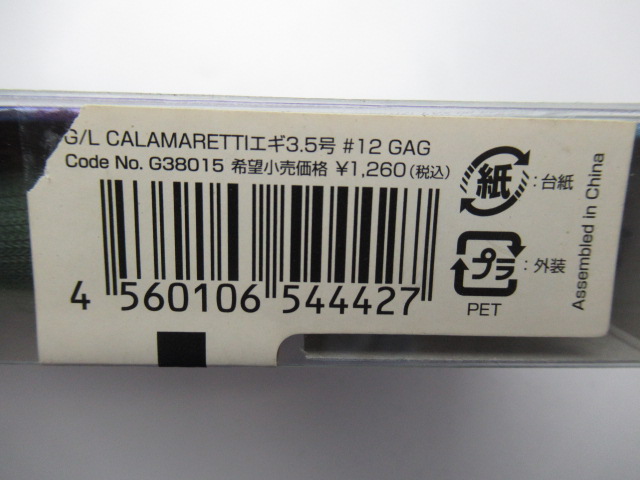 G/L CALAMARETTIエギ3.5号 #12 GAG
Code No. G38015 希望小売価格 ¥1,260(税込)
4 560106 544427
紙:台紙
プラ:外装
PET
Assembled in China